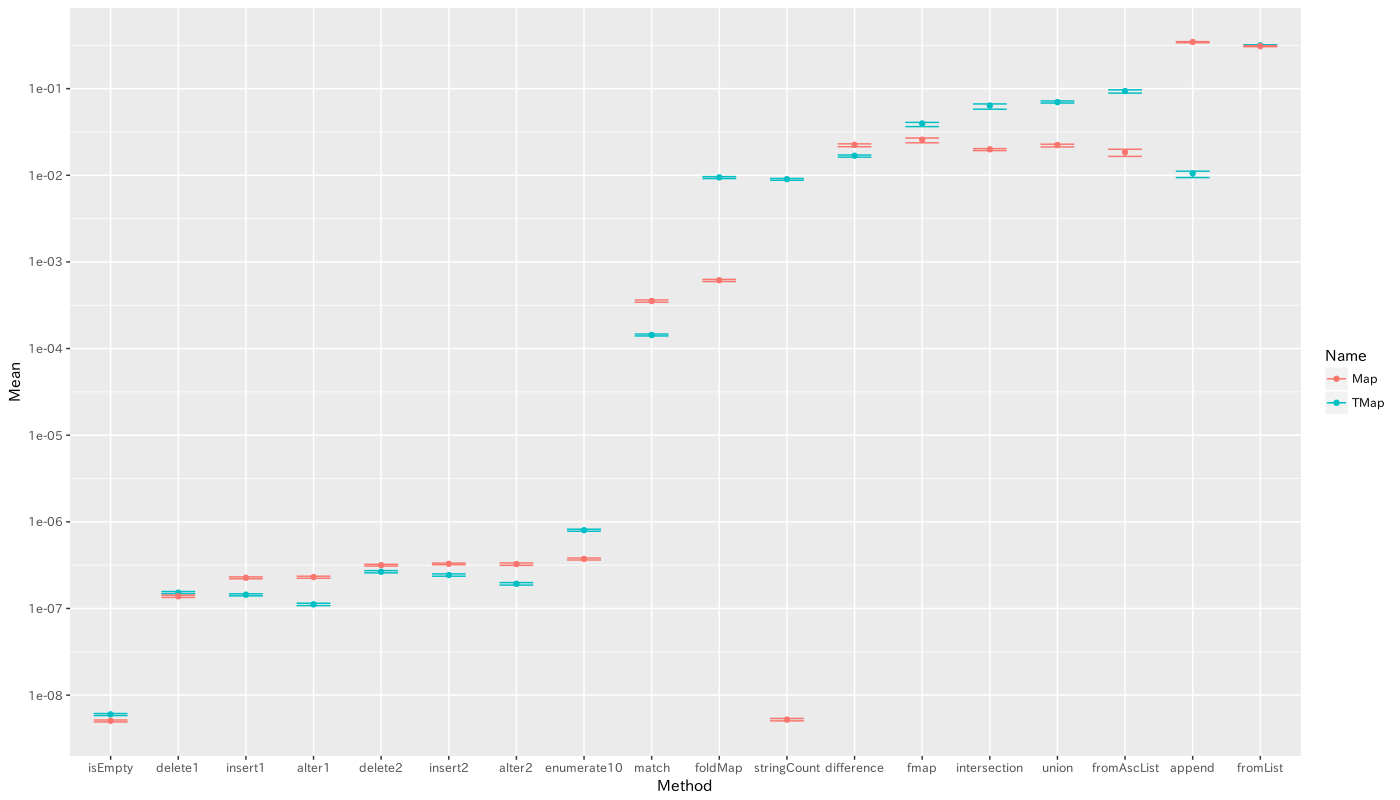 1e-01
1e-02
1e-03
1e-04
1e-05
1e-06
1e-07
1e-08
Mean
isEmpty delete1 insert1 alter1 delete2 insert2 alter2 enumerate10 match foldMap stringCount difference fmap intersection union fromAscList append fromList
Method
Name
Map
TMap